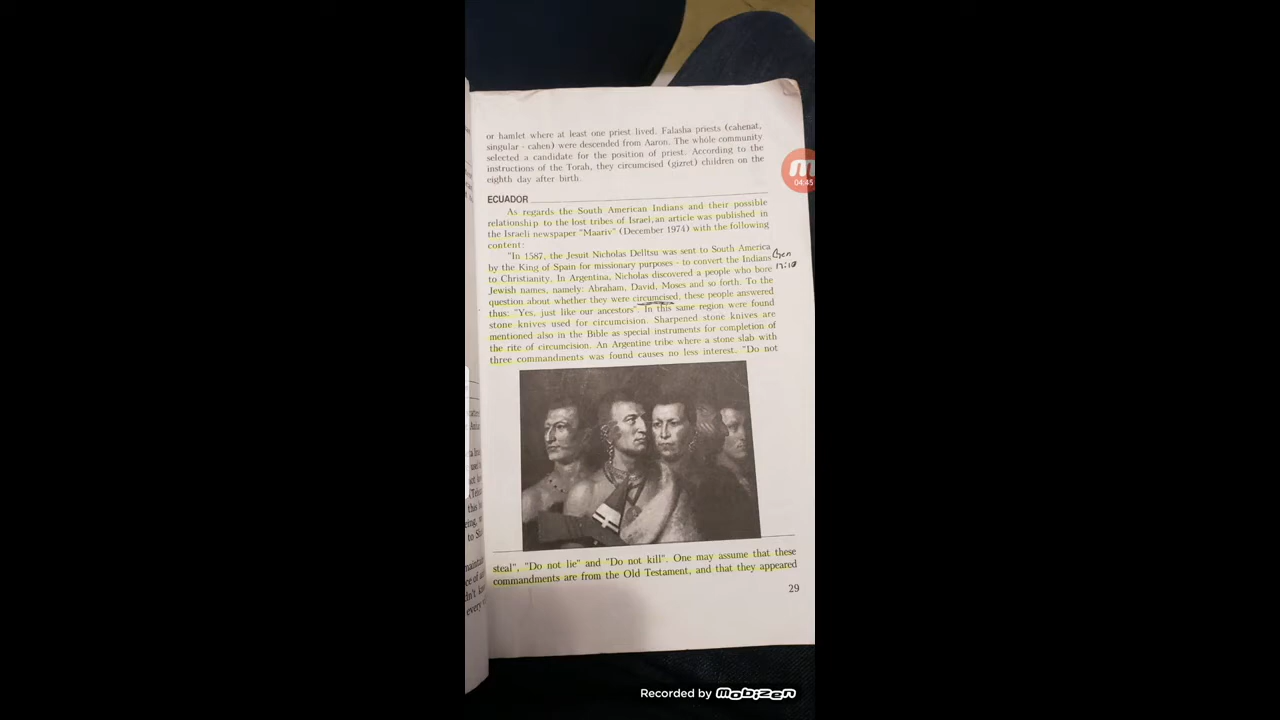 or hamlet where at least one priest lived. Falasha priests (cahenat,
singular - cahen) were descended from Aaron. The whole community
selected a candidate for the position of priest. According to the
instructions of the Torah, they circumcised (gizret) children on the
eighth day after birth.
ECUADOR
As regards the South American Indians and their possible
relationship to the lost tribes of Israel, an article was published in
the Israeli newspaper "Maariv" (December 1974) with the following
content:
"In 1587, the Jesuit Nicholas Delltsu was sent to South America
by the King of Spain for missionary purposes - to convert the Indians
to Christianity. In Argentina, Nicholas discovered a people who bore
Jewish names, namely: Abraham, David, Moses and so forth. To the
question about whether they were circumcised, these people answered
thus: "Yes, just like our ancestors". In this same region were found
stone knives used for circumcision. Sharpened stone knives are
mentioned also in the Bible as special instruments for completion of
the rite of circumcision. An Argentine tribe where a stone slab with
three commandments was found causes no less interest. "Do not
steal", "Do not lie" and "Do not kill". One may assume that these
commandments are from the Old Testament, and that they appeared
29
Gen
17:10
04:45
Recorded by MOBIZEN